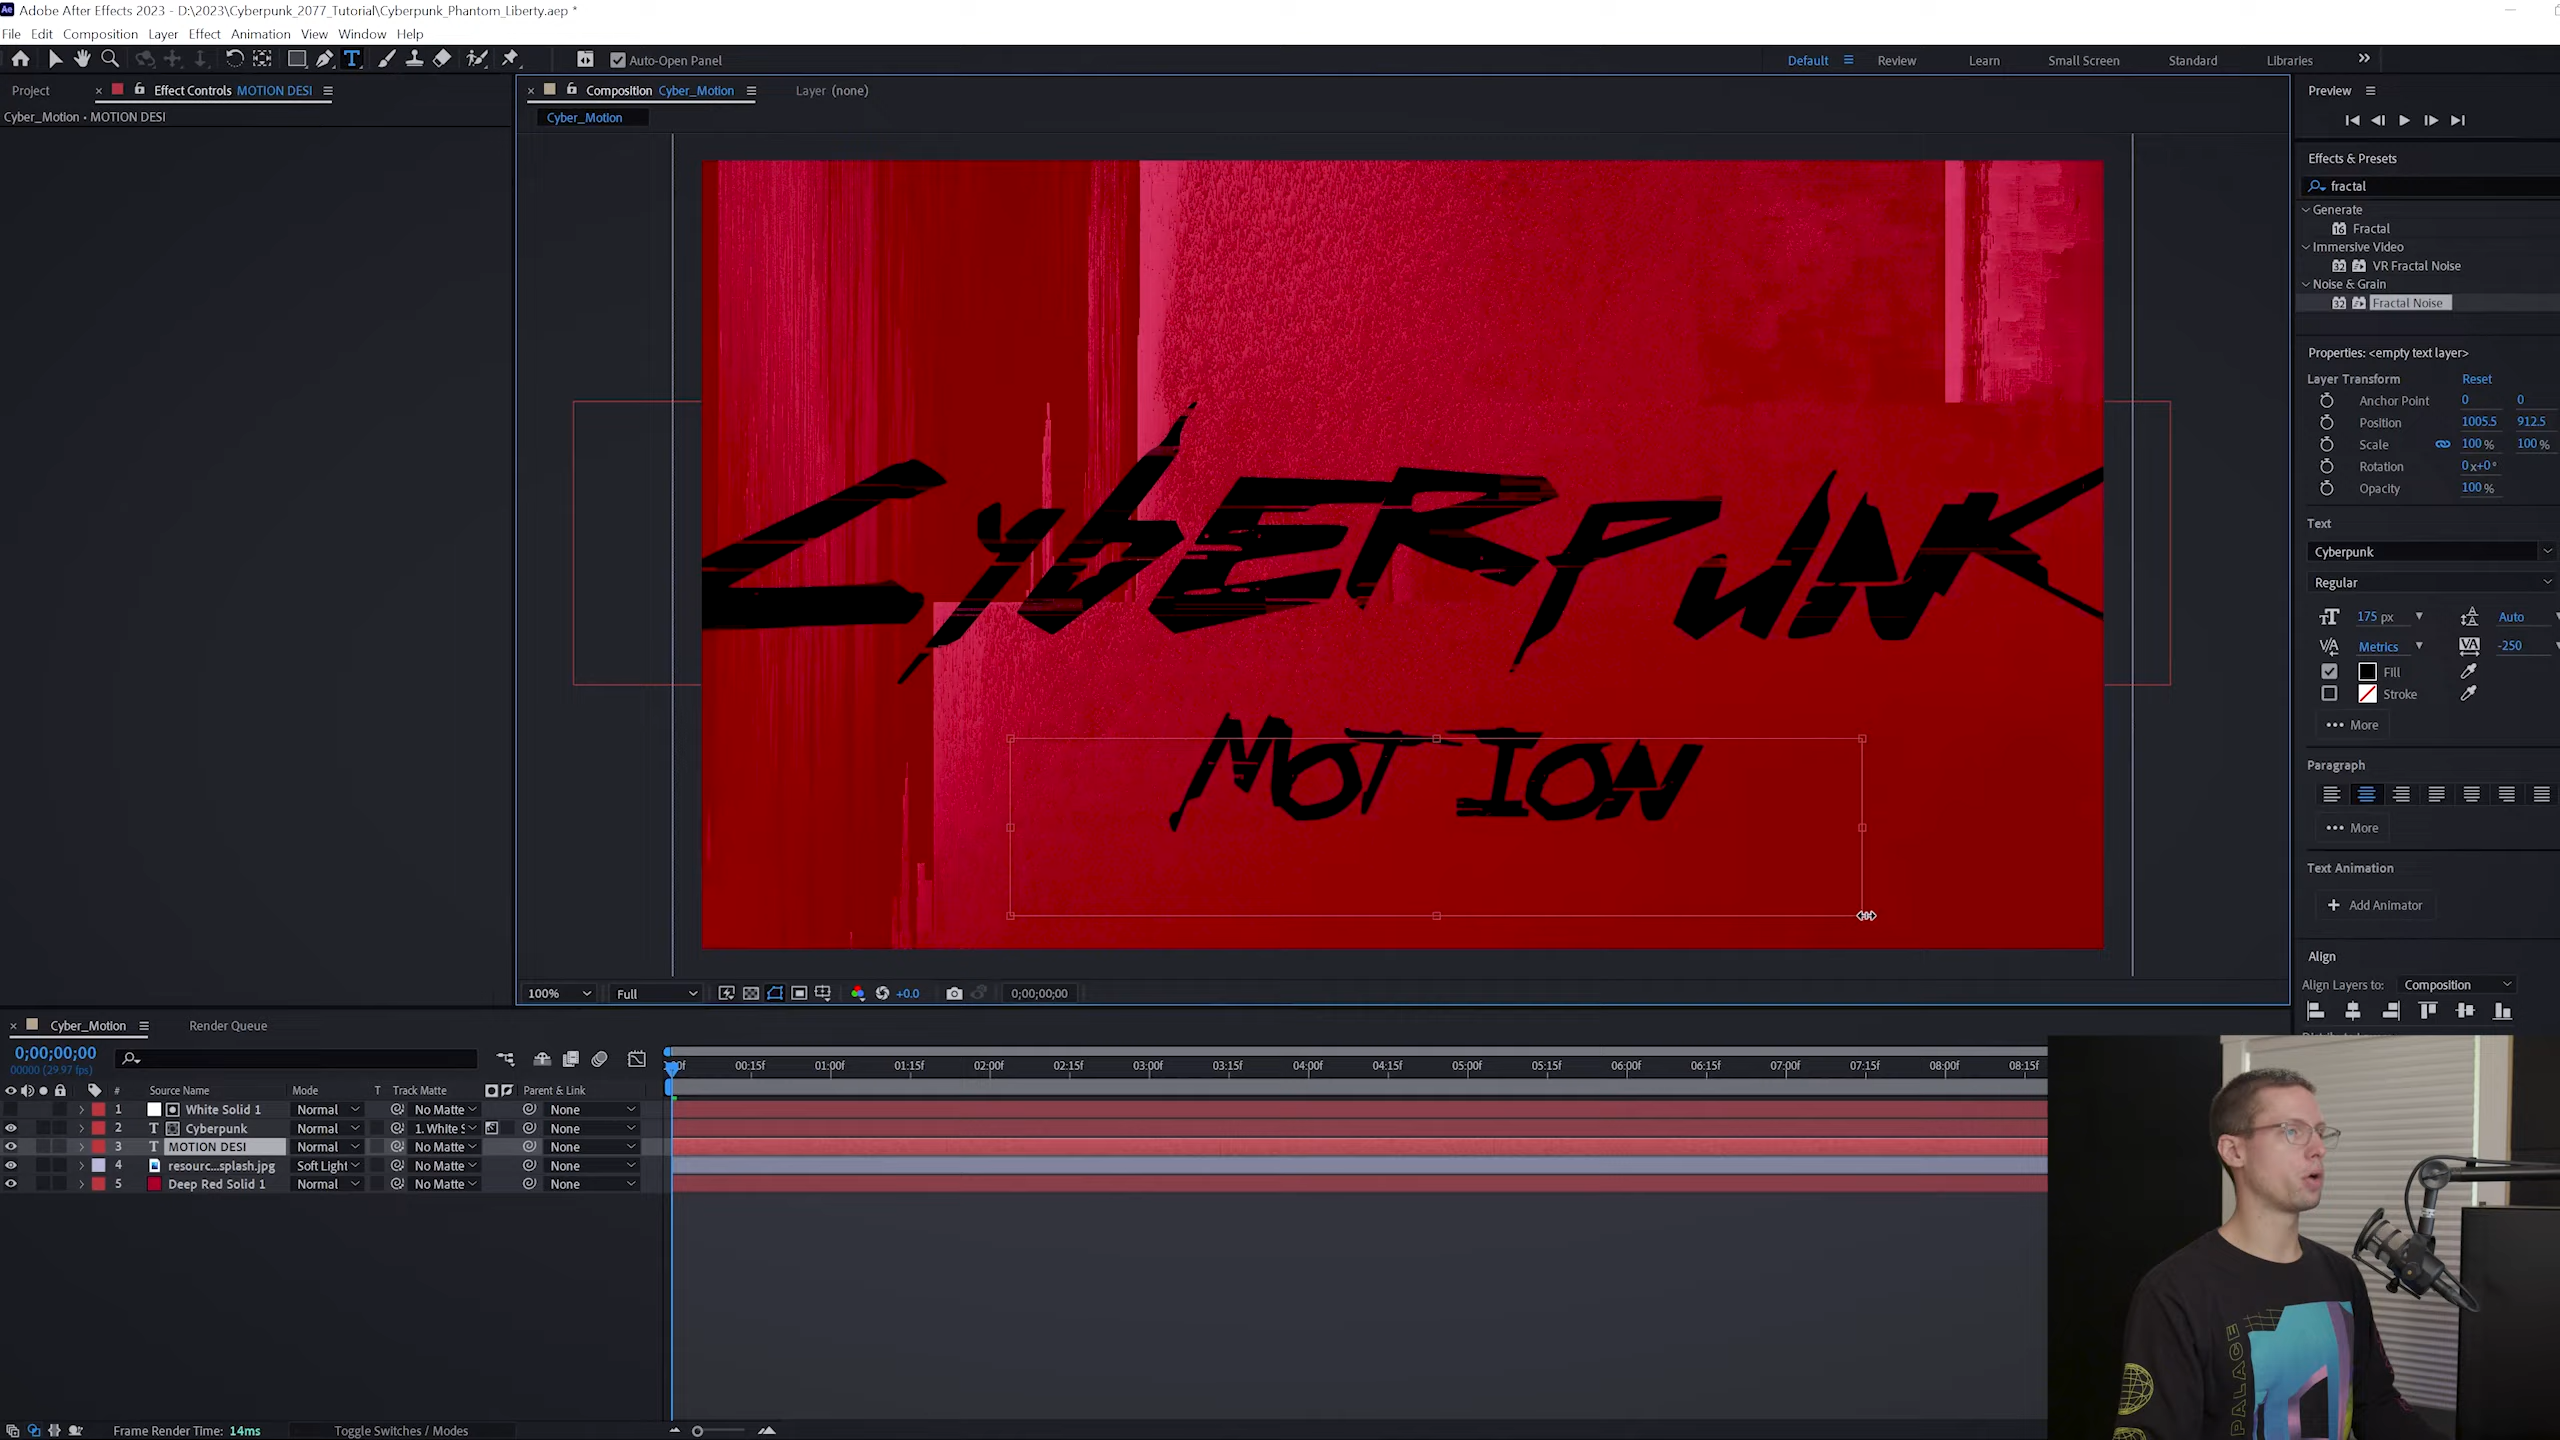 Adobe After Effects 2023 - D:\2023\Cyberpunk_2077_Tutorial\Cyberpunk_Phantom_Liberty.aep *
File Edit Composition Layer Effect Animation View Window Help
T Auto-Open Panel Default Review Learn Small Screen Standard Libraries
Project Effect Controls MOTION DESI Composition Cyber_Motion Layer (none) Preview
Cyber_Motion • MOTION DESI
Cyber_Motion
Effects & Presets
fractal
Generate
Fractal
Immersive Video
VR Fractal Noise
Noise & Grain
Fractal Noise
Properties: <empty text layer>
Layer Transform Reset
Anchor Point 0 0
Position 1005.5 912.5
Scale 100 % 100 %
Rotation 0x+0°
Opacity 100 %
CYBERPUNK
MOTION
Text
Cyberpunk
Regular
175 px Auto
Metrics -250
Fill
Stroke
More
Paragraph
More
Text Animation
Add Animator
Align
Align Layers to: Composition
100% Full +0.0 0;00;00;00
Cyber_Motion Render Queue
0;00;00;00
00000 (29.97 fps)
00:15f 01:00f 01:15f 02:00f 02:15f 03:00f 03:15f 04:00f 04:15f 05:00f 05:15f 06:00f 06:15f 07:00f 07:15f 08:00f 08:15f
# Source Name Mode T Track Matte Parent & Link
1 White Solid 1 Normal No Matte None
2 T Cyberpunk Normal 1. White S None
3 T MOTION DESI Normal No Matte None
4 resourc...splash.jpg Soft Light No Matte None
5 Deep Red Solid 1 Normal No Matte None
PALACE
Frame Render Time: 14ms Toggle Switches / Modes